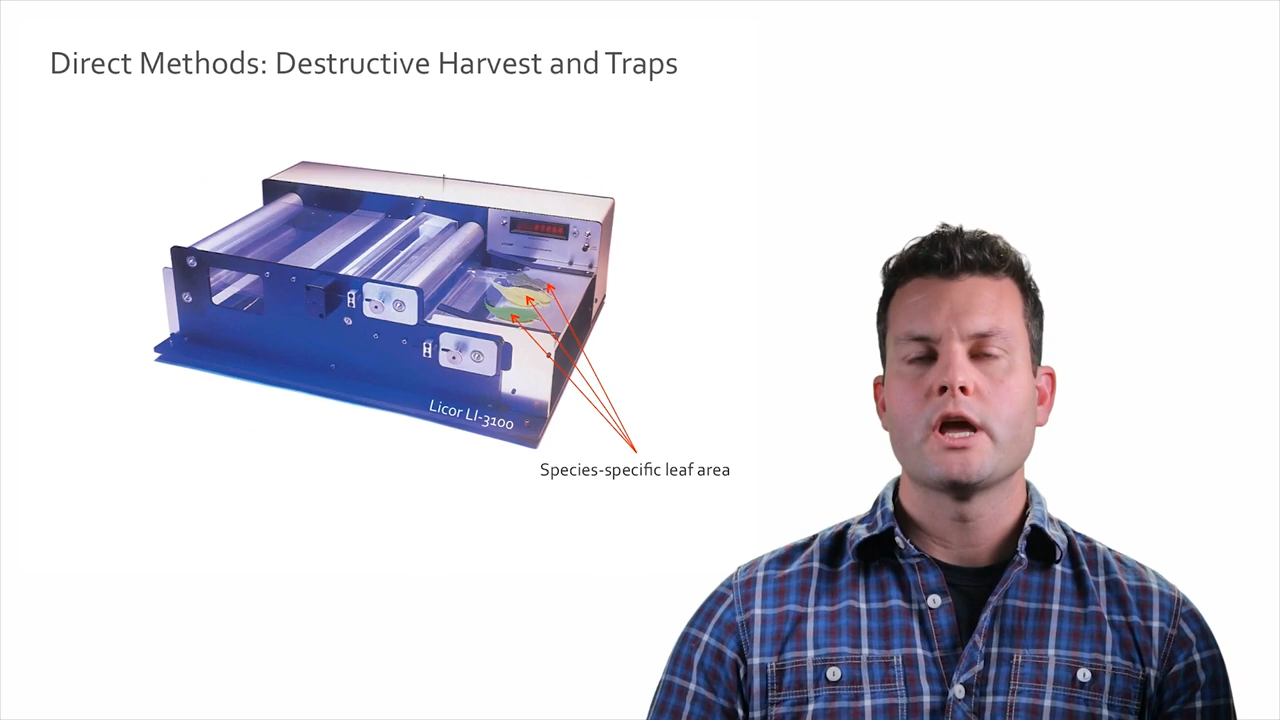 Direct Methods: Destructive Harvest and Traps
Licor LI-3100
Species-specific leaf area